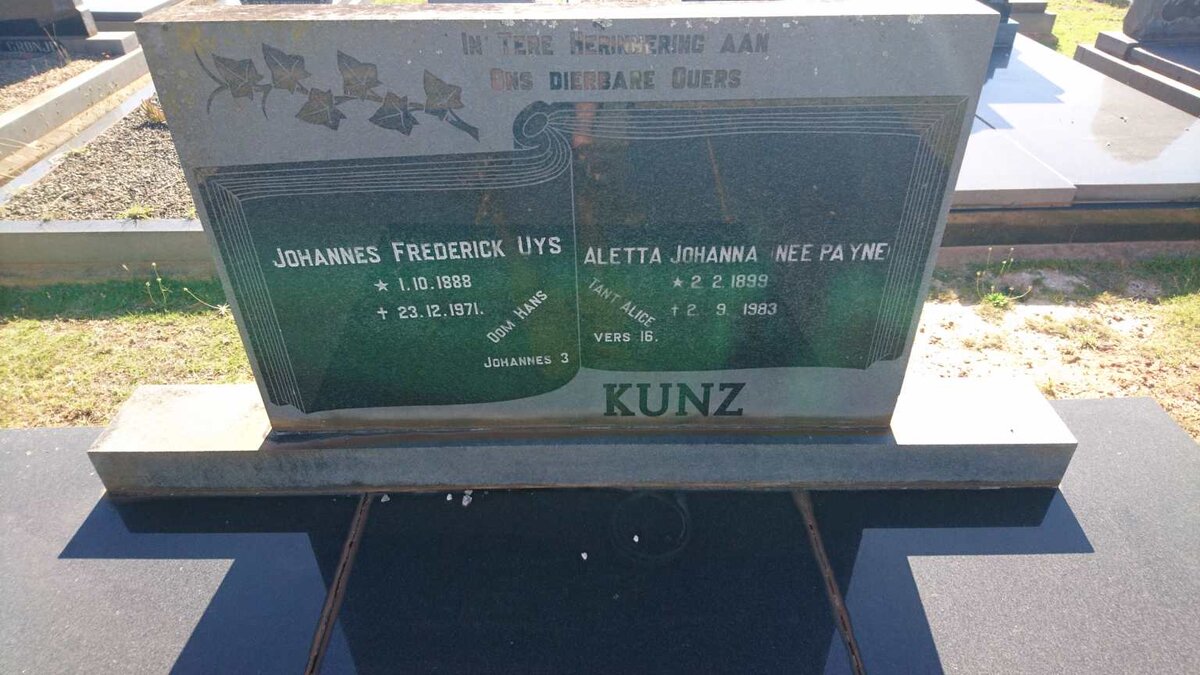 IN TERE HERINNERING AAN
ONS DIERBARE OUERS
JOHANNES FREDERICK UYS
★ 1.10.1888
✝ 23.12.1971.
OOM HANS
JOHANNES 3
ALETTA JOHANNA (NEE PAYNE)
★ 2.2.1899
✝ 2.9.1983
TANT ALICE
VERS 16.
KUNZ